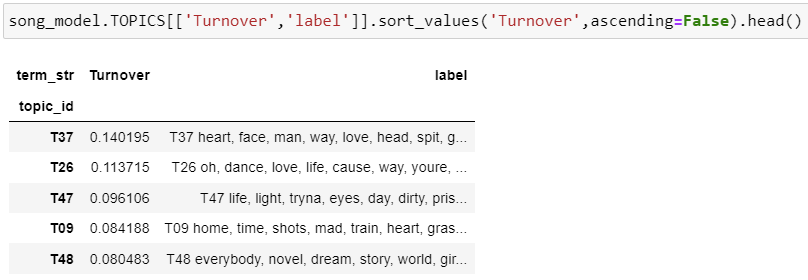 song_model.TOPICS[['Turnover','label']].sort_values('Turnover',ascending=False).head()
term_str Turnover label
topic_id
T37 0.140195 T37 heart, face, man, way, love, head, spit, g...
T26 0.113715 T26 oh, dance, love, life, cause, way, youre, ...
T47 0.096106 T47 life, light, tryna, eyes, day, dirty, pris...
T09 0.084188 T09 home, time, shots, mad, train, heart, gras...
T48 0.080483 T48 everybody, novel, dream, story, world, gir...